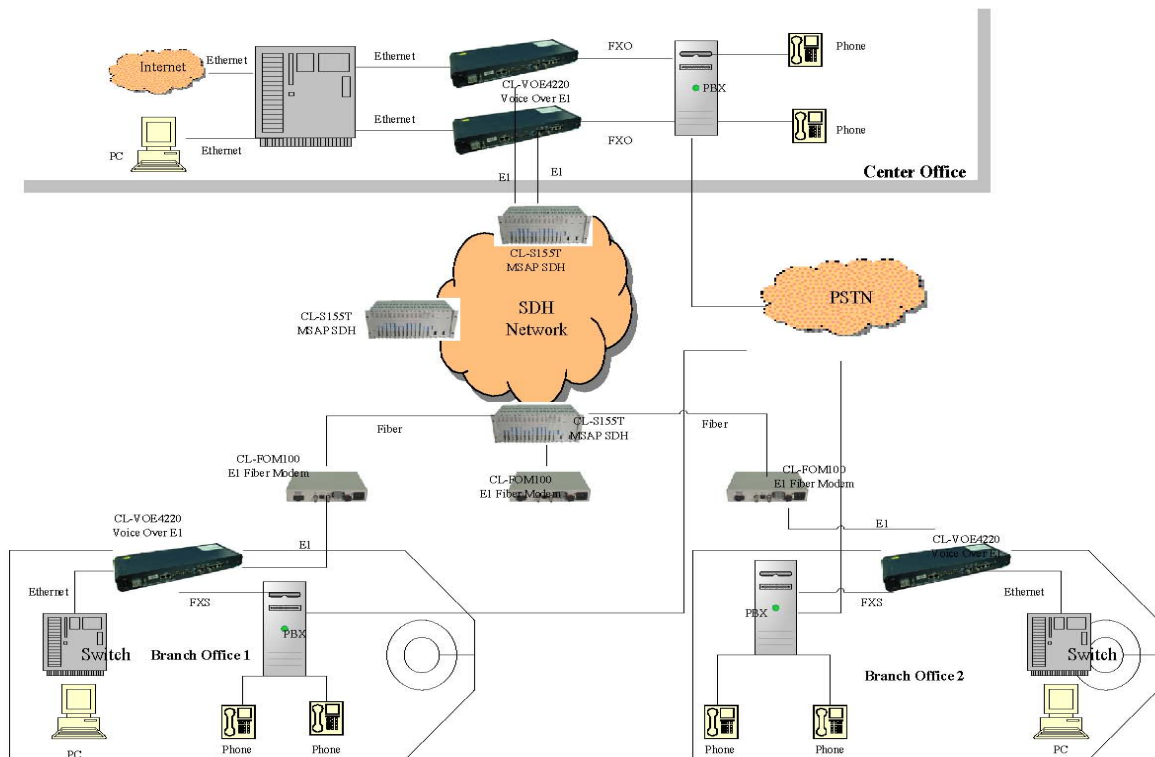 FXO
Phone
Ethernet
Ethernet
Internet
CL-VOE4220
Voice Over E1
PBX
Ethernet
Phone
PC
Ethernet
FXO
E1
E1
Center Office
CL-S155T
MSAP SDH
SDH
Network
PSTN
CL-S155T
MSAP SDH
Fiber
CL-S155T
MSAP SDH
Fiber
CL-FOM100
E1 Fiber Modem
CL-FOM100
E1 Fiber Modem
CL-FOM100
E1 Fiber Modem
CL-VOE4220
Voice Over E1
E1
E1
CL-VOE4220
Voice Over E1
Ethernet
FXS
PBX
Switch
Branch Office 1
Phone
Phone
PC
PBX
FXS
Ethernet
Switch
Branch Office 2
Phone
Phone
PC